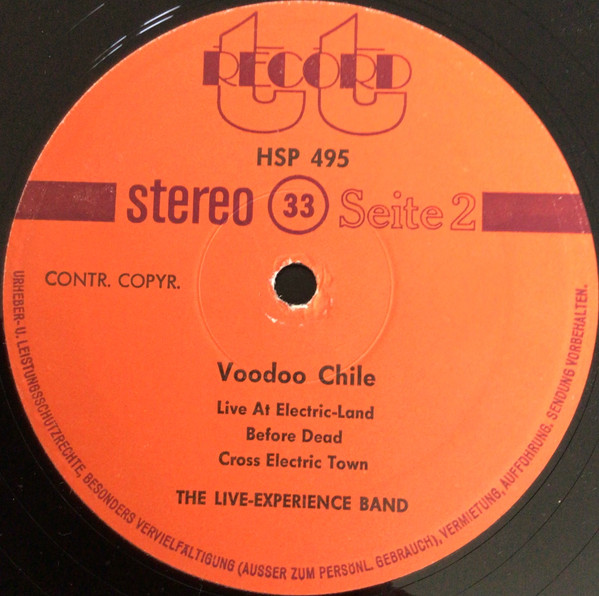 tt RECORD
HSP 495
stereo 33 Seite 2
CONTR. COPYR.
Voodoo Chile
Live At Electric-Land
Before Dead
Cross Electric Town
THE LIVE-EXPERIENCE BAND
URHEBER- U. LEISTUNGSSCHUTZRECHTE, BESONDERS VERVIELFÄLTIGUNG (AUSSER ZUM PERSÖNL. GEBRAUCH), VERMIETUNG, AUFFÜHRUNG. SENDUNG VORBEHALTEN.